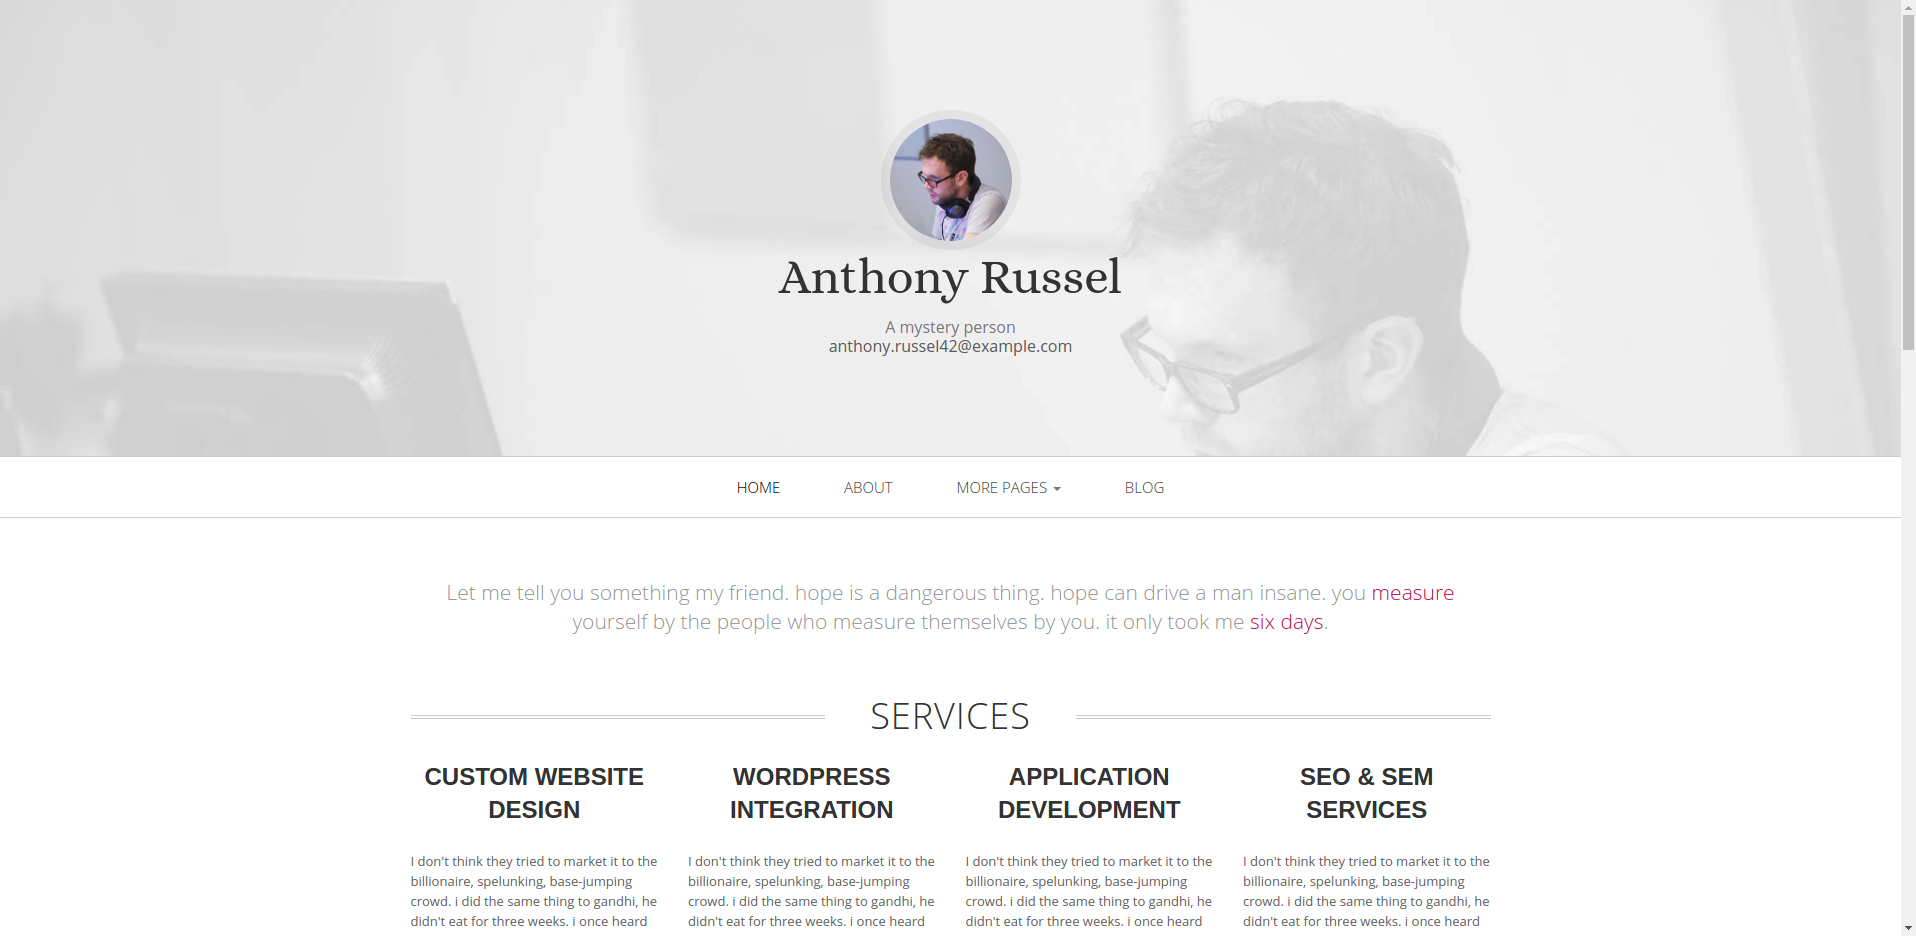 Anthony Russel
A mystery person
anthony.russel42@example.com
HOME ABOUT MORE PAGES BLOG
Let me tell you something my friend. hope is a dangerous thing. hope can drive a man insane. you measure
yourself by the people who measure themselves by you. it only took me six days.
SERVICES
CUSTOM WEBSITE
DESIGN
I don't think they tried to market it to the
billionaire, spelunking, base-jumping
crowd. i did the same thing to gandhi, he
didn't eat for three weeks. i once heard
WORDPRESS
INTEGRATION
I don't think they tried to market it to the
billionaire, spelunking, base-jumping
crowd. i did the same thing to gandhi, he
didn't eat for three weeks. i once heard
APPLICATION
DEVELOPMENT
I don't think they tried to market it to the
billionaire, spelunking, base-jumping
crowd. i did the same thing to gandhi, he
didn't eat for three weeks. i once heard
SEO & SEM
SERVICES
I don't think they tried to market it to the
billionaire, spelunking, base-jumping
crowd. i did the same thing to gandhi, he
didn't eat for three weeks. i once heard